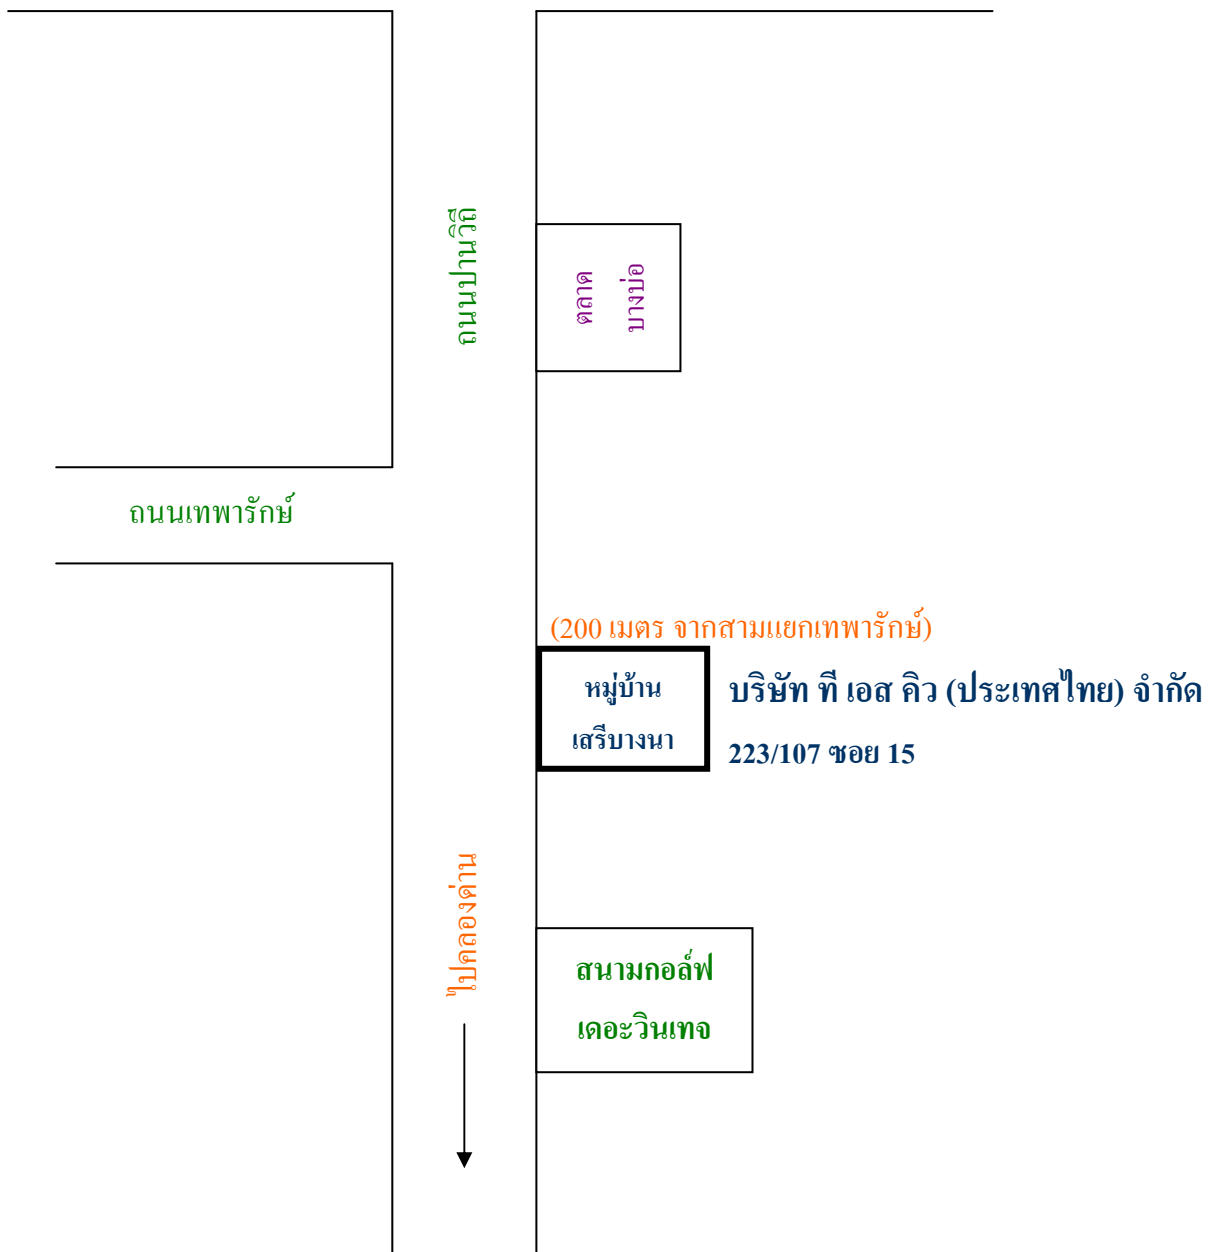 ถนนปานวิถี
ตลาด
บางบ่อ
ถนนเทพารักษ์
(200 เมตร จากสามแยกเทพารักษ์)
หมู่บ้าน
เสรีบางนา
บริษัท ที เอส คิว (ประเทศไทย) จำกัด
223/107 ซอย 15
ไปคลองด่าน
สนามกอล์ฟ
เดอะวินเทจ